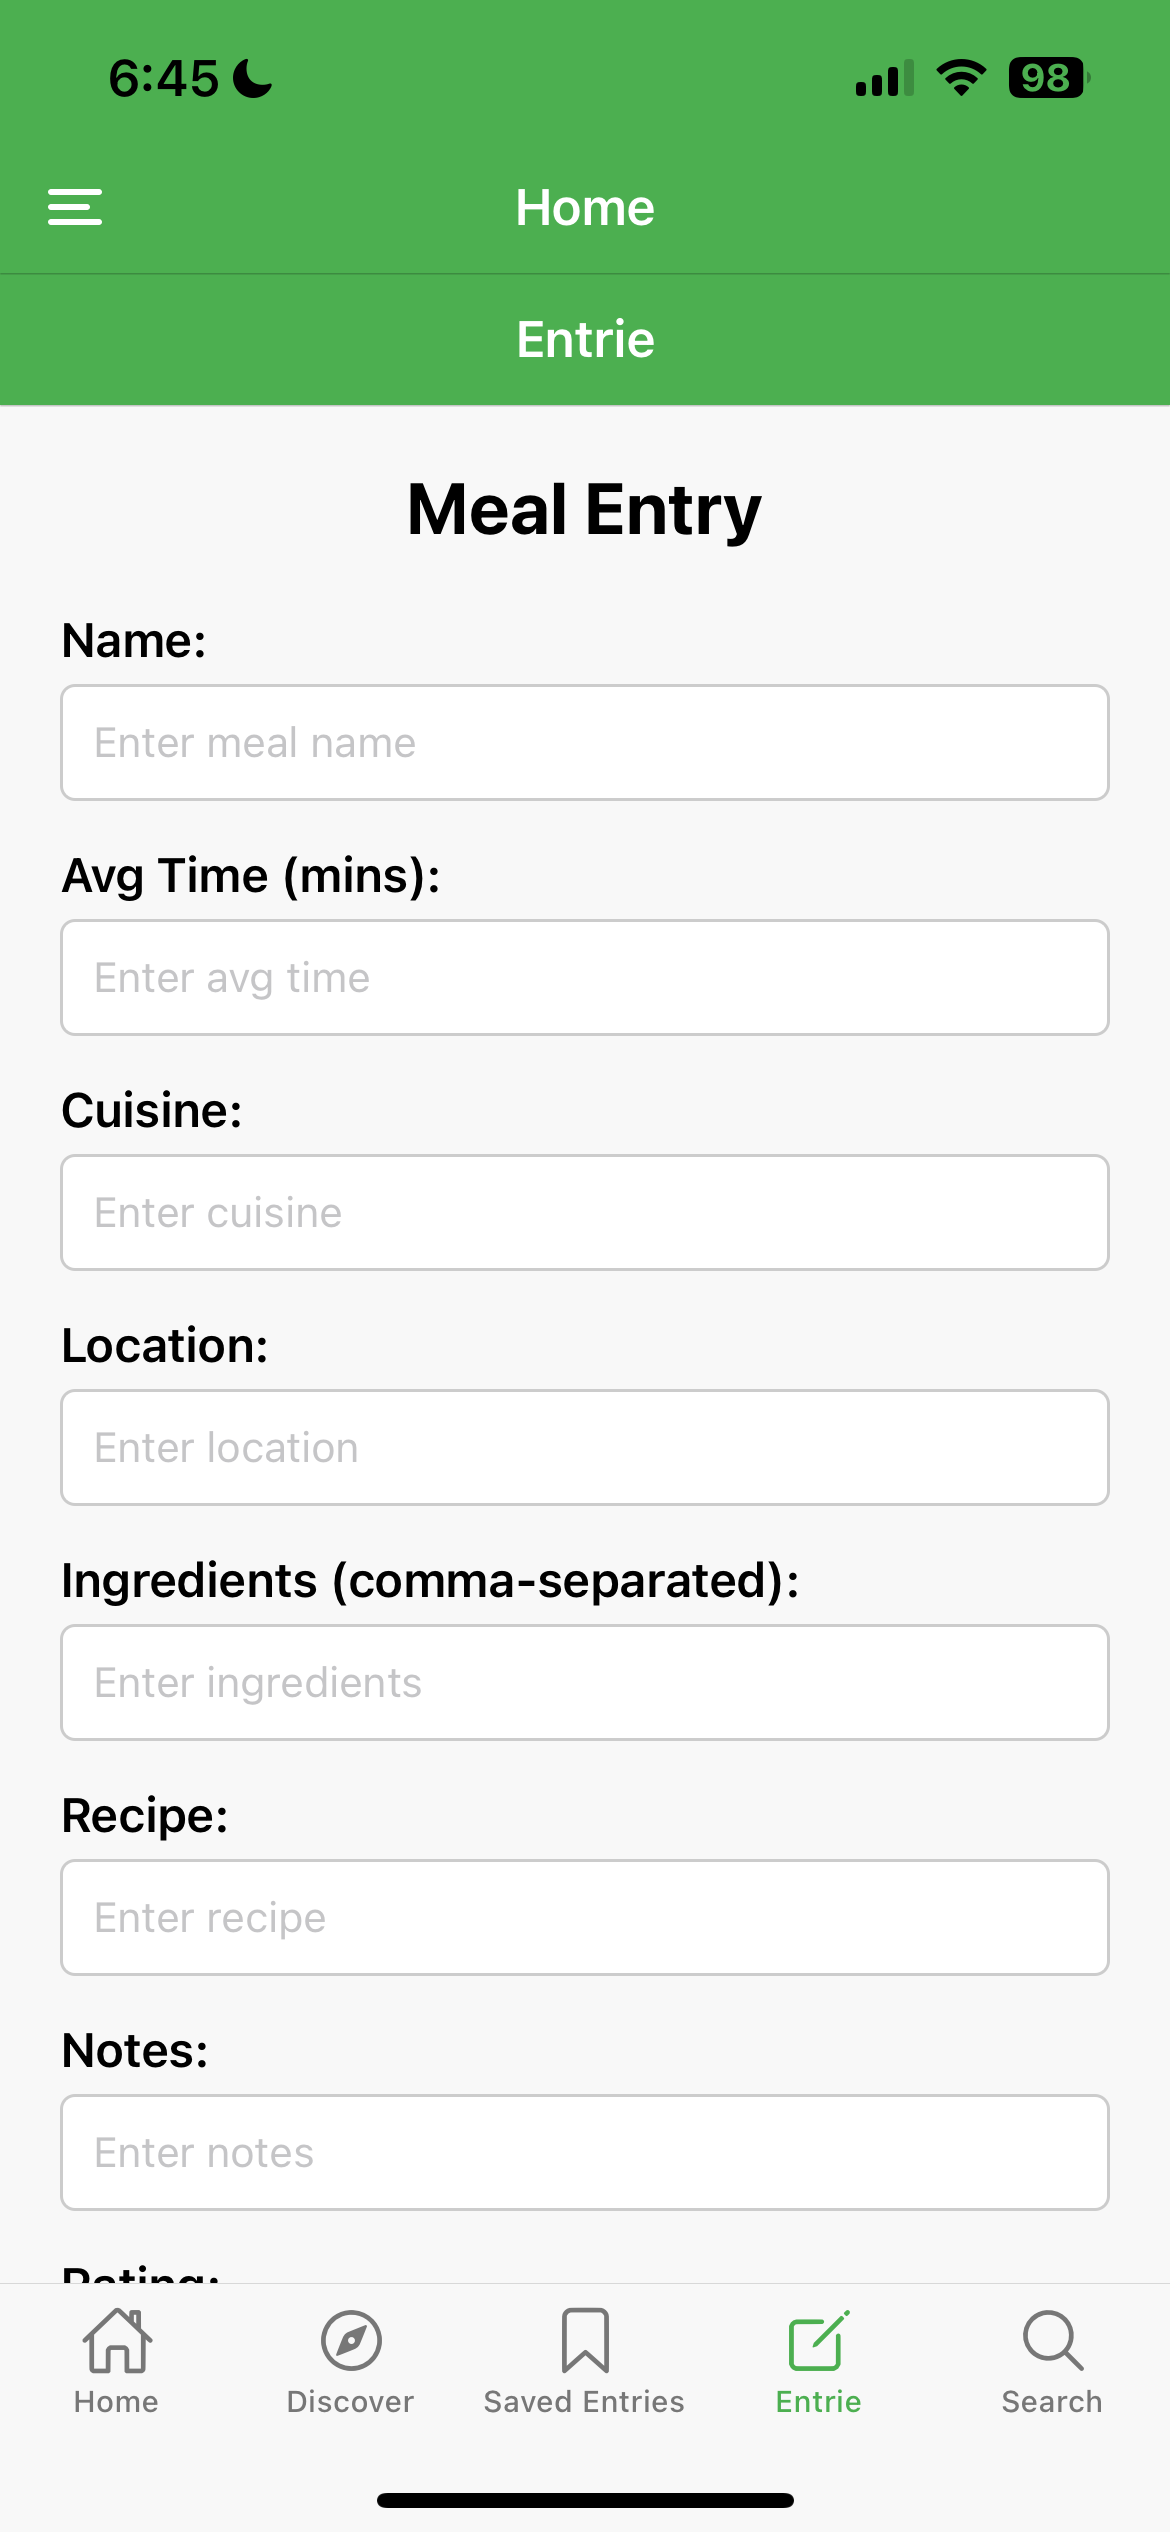 6:45
98
Home
Entrie
Meal Entry
Name:
Enter meal name
Avg Time (mins):
Enter avg time
Cuisine:
Enter cuisine
Location:
Enter location
Ingredients (comma-separated):
Enter ingredients
Recipe:
Enter recipe
Notes:
Enter notes
Rating:
Home
Discover
Saved Entries
Entrie
Search